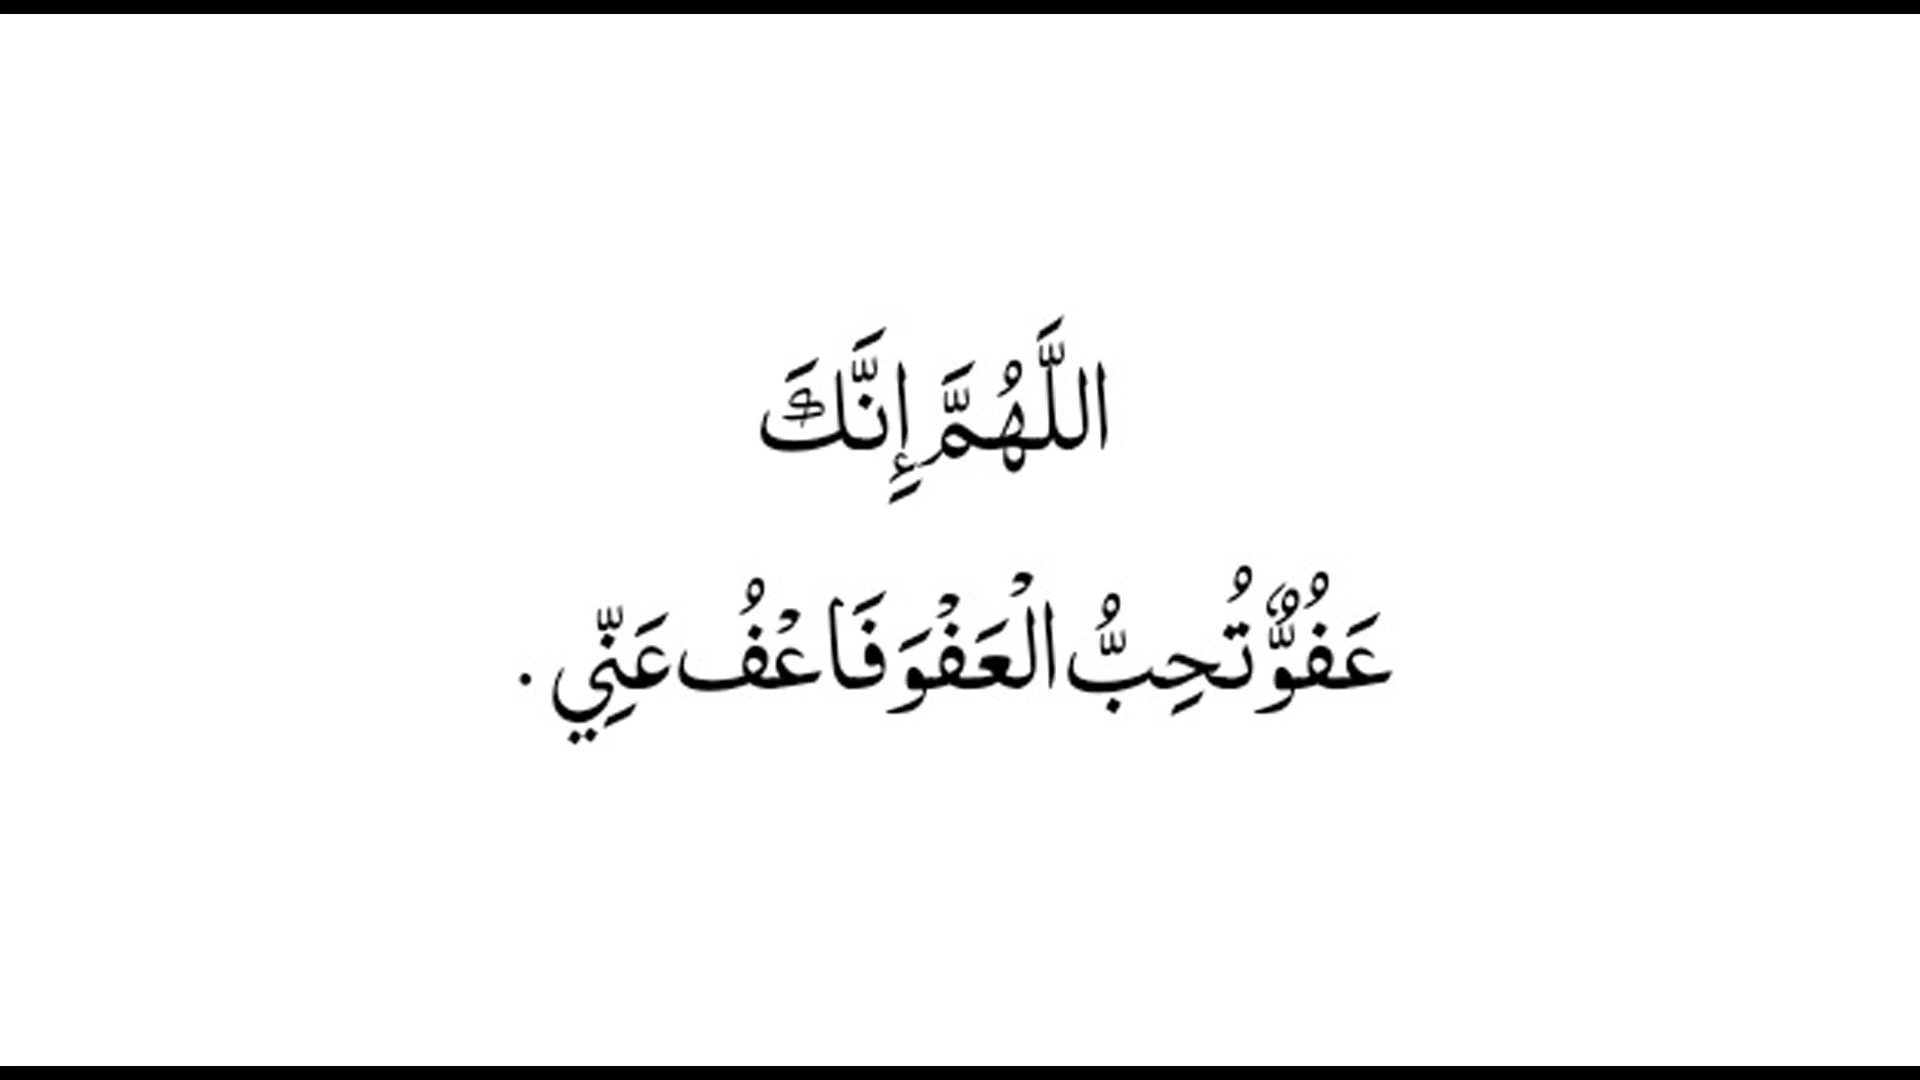 اللَّهُمَّ إِنَّكَ
عَفُوٌّ تُحِبُّ الْعَفْوَ فَاعْفُ عَنِّي .